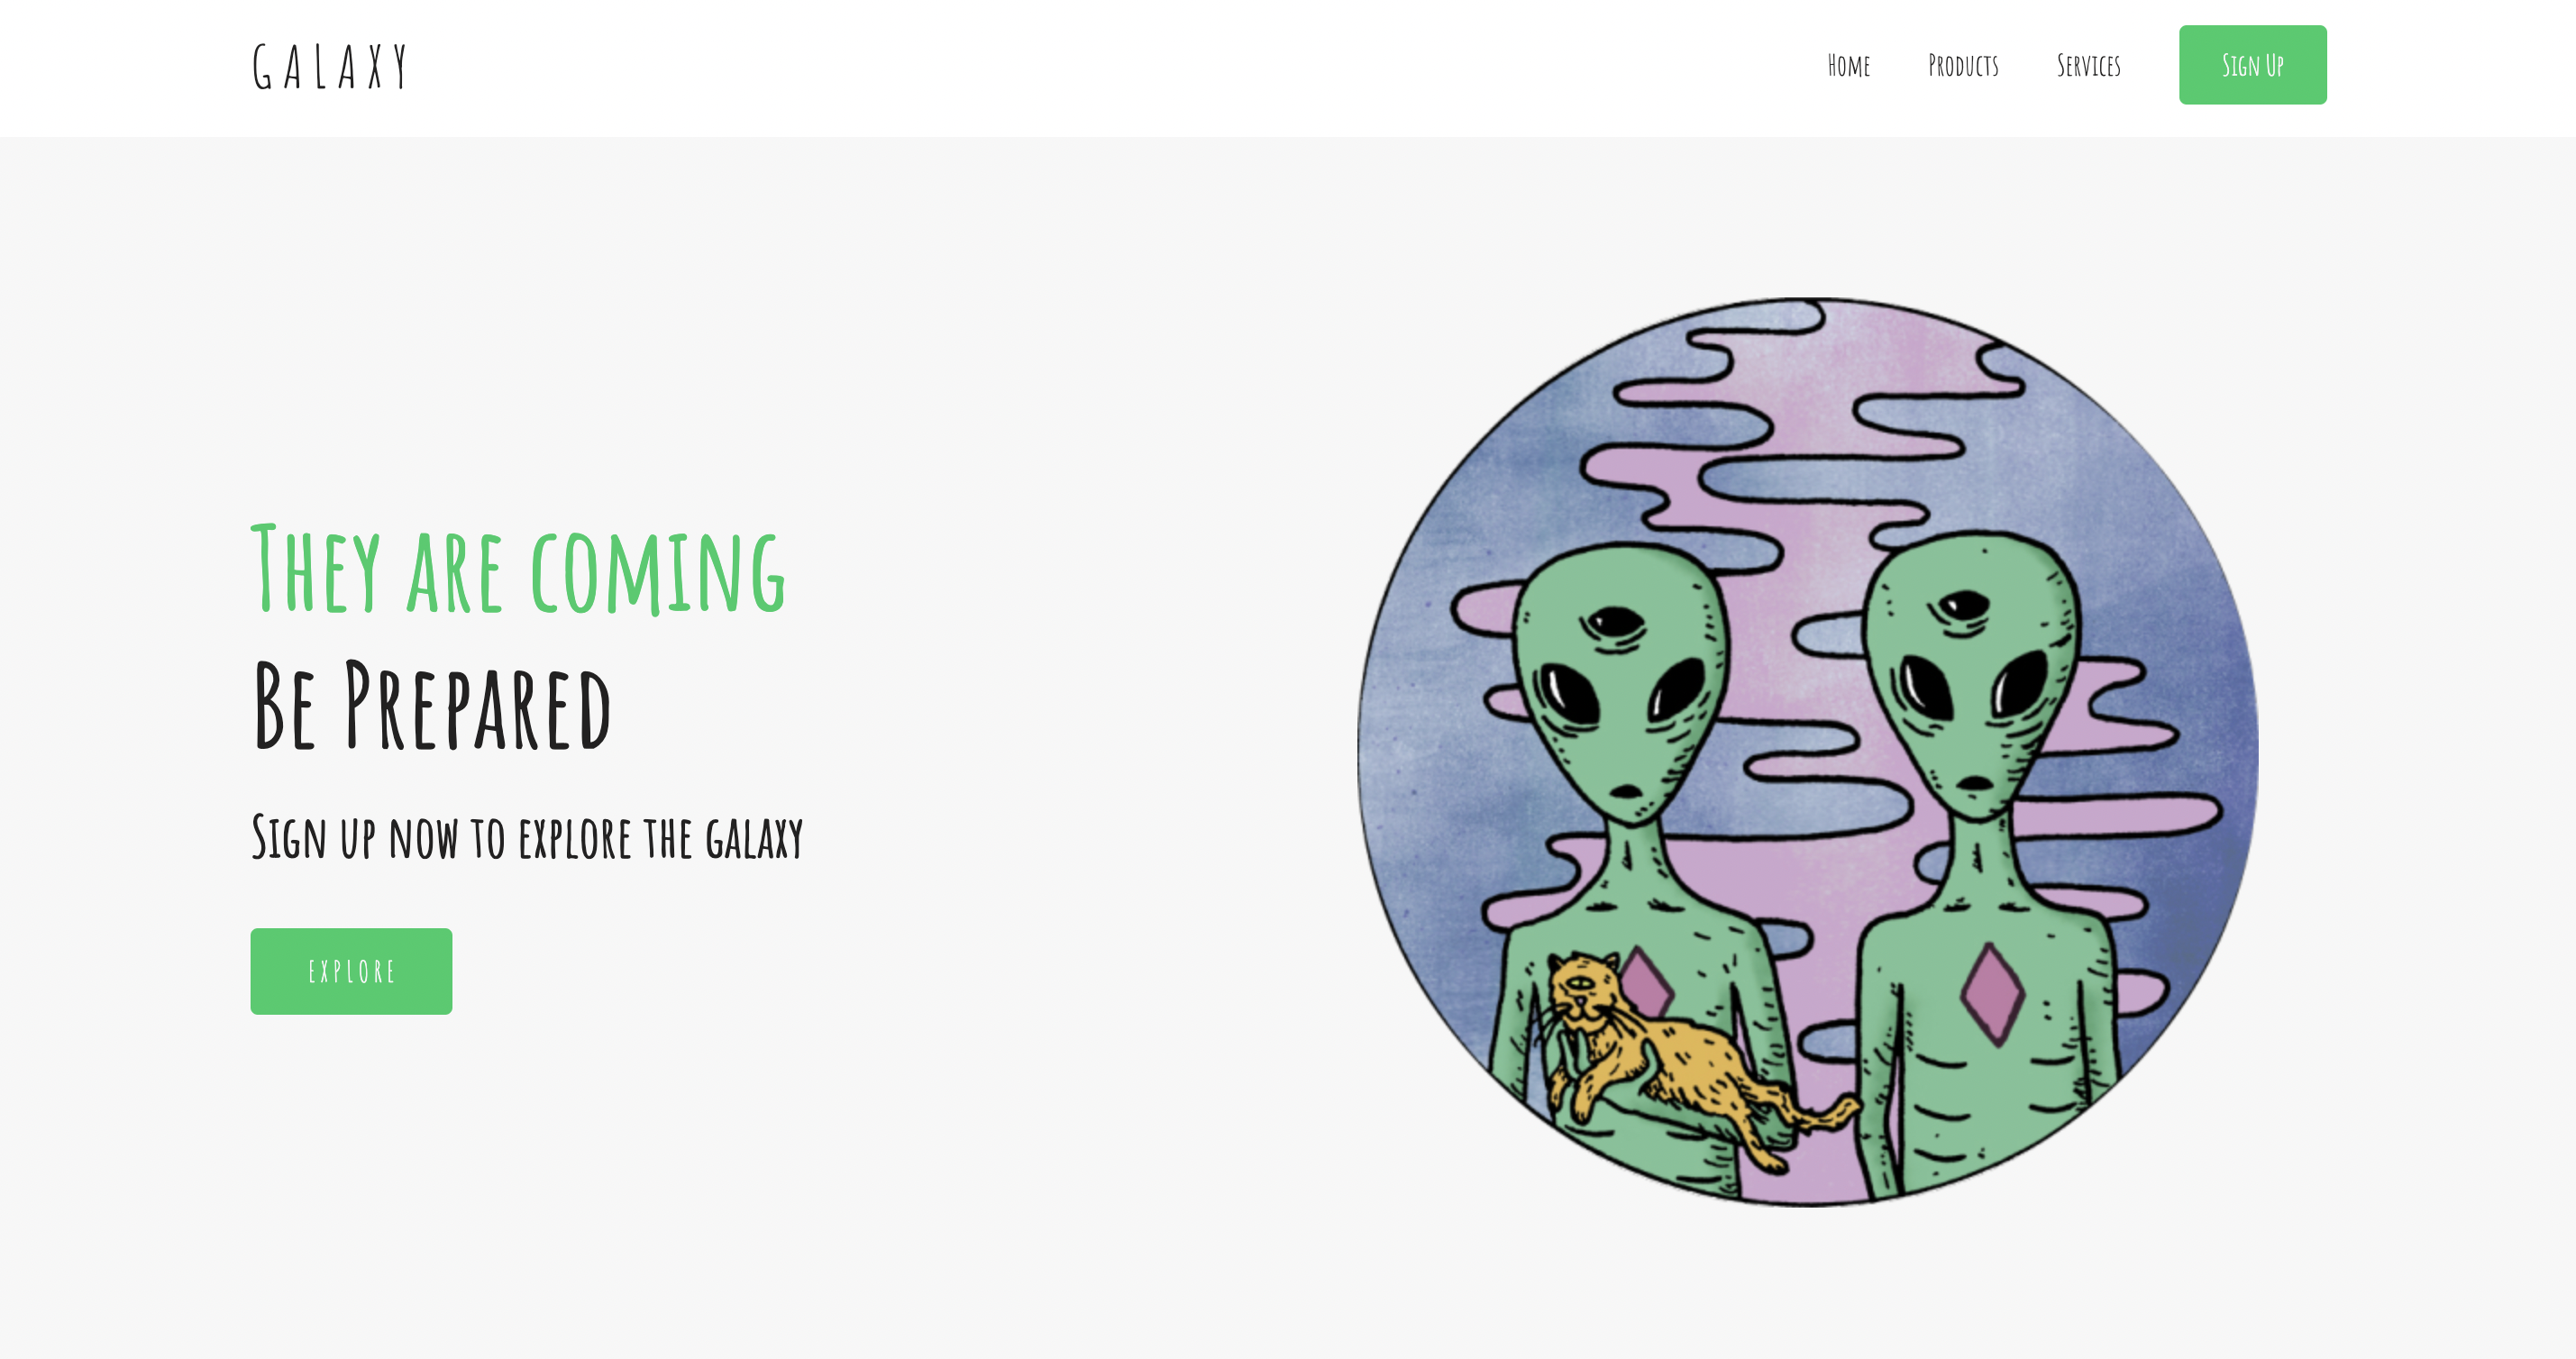 GALAXY
Home Products Services Sign Up
They are coming
Be Prepared
Sign up now to explore the galaxy
EXPLORE